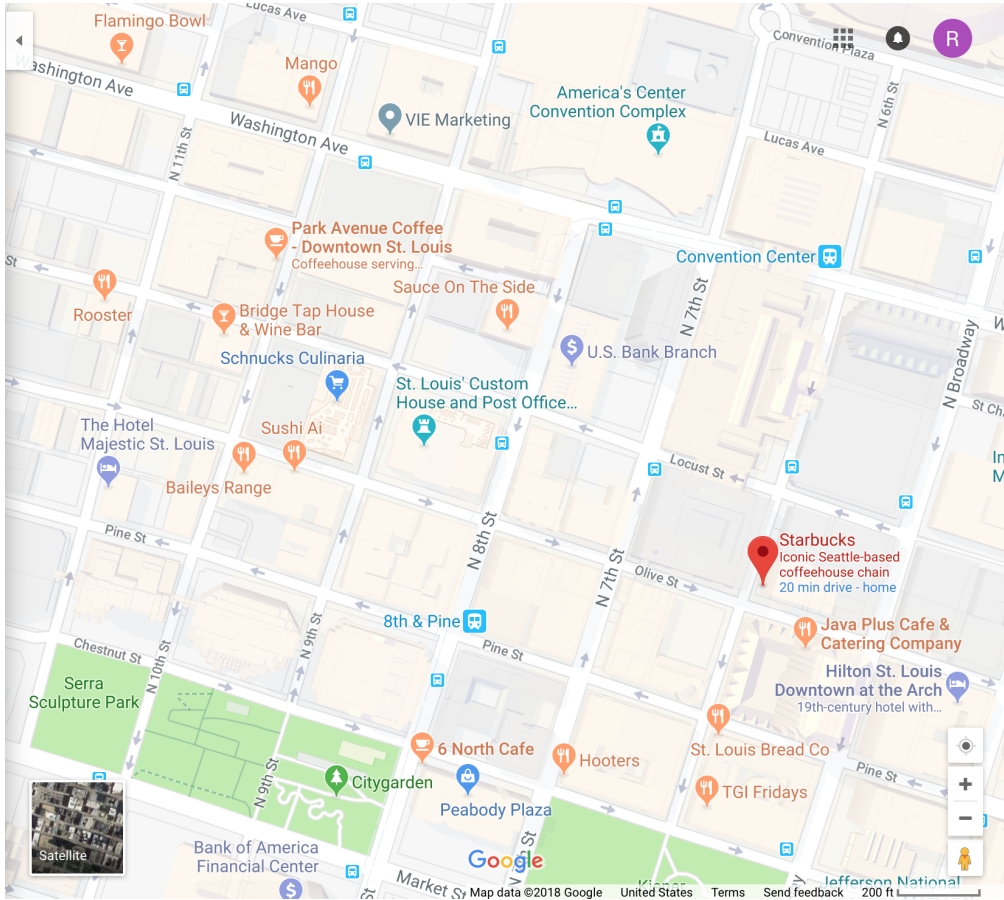 Lucas Ave
Flamingo Bowl
Convention Plaza
R
Mango
Washington Ave
America's Center
Convention Complex
VIE Marketing
Washington Ave
N 6th St
N 11th St
Lucas Ave
Park Avenue Coffee
- Downtown St. Louis
Coffeehouse serving...
Convention Center
St
Sauce On The Side
Rooster
Bridge Tap House
& Wine Bar
N 7th St
W
U.S. Bank Branch
Schnucks Culinaria
N Broadway
St. Louis' Custom
House and Post Office...
St Cha
The Hotel
Majestic St. Louis
Sushi Ai
In
M
Locust St
Baileys Range
N 8th St
Pine St
Starbucks
Iconic Seattle-based
coffeehouse chain
20 min drive - home
Olive St
N 7th St
8th & Pine
Java Plus Cafe &
Catering Company
N 9th St
Chestnut St
N 10th St
Pine St
Hilton St. Louis
Downtown at the Arch
19th-century hotel with...
Serra
Sculpture Park
6 North Cafe
St. Louis Bread Co
Hooters
Pine St
Citygarden
N 9th St
TGI Fridays
Peabody Plaza
Satellite
Bank of America
Financial Center
Google
St
N
Market St
St
Jefferson National
Map data ©2018 Google United States Terms Send feedback 200 ft